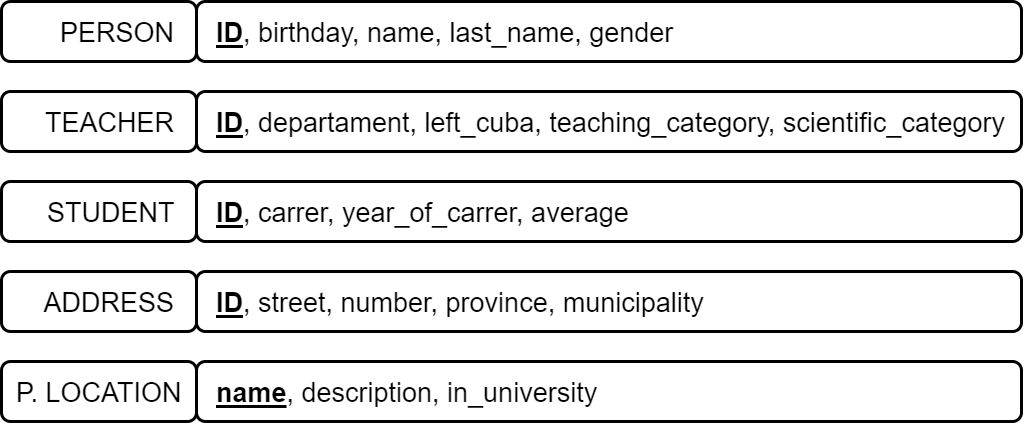 PERSON ID, birthday, name, last_name, gender
TEACHER ID, departament, left_cuba, teaching_category, scientific_category
STUDENT ID, carrer, year_of_carrer, average
ADDRESS ID, street, number, province, municipality
P. LOCATION name, description, in_university